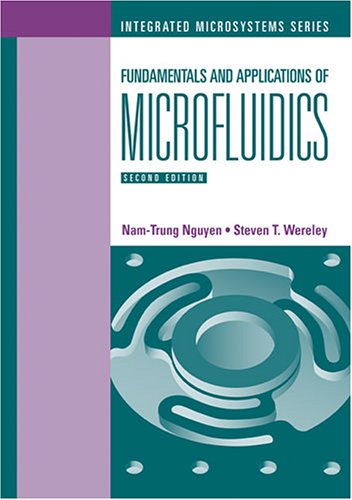 INTEGRATED MICROSYSTEMS SERIES
FUNDAMENTALS AND APPLICATIONS OF
MICROFLUIDICS
SECOND EDITION
Nam-Trung Nguyen • Steven T. Wereley